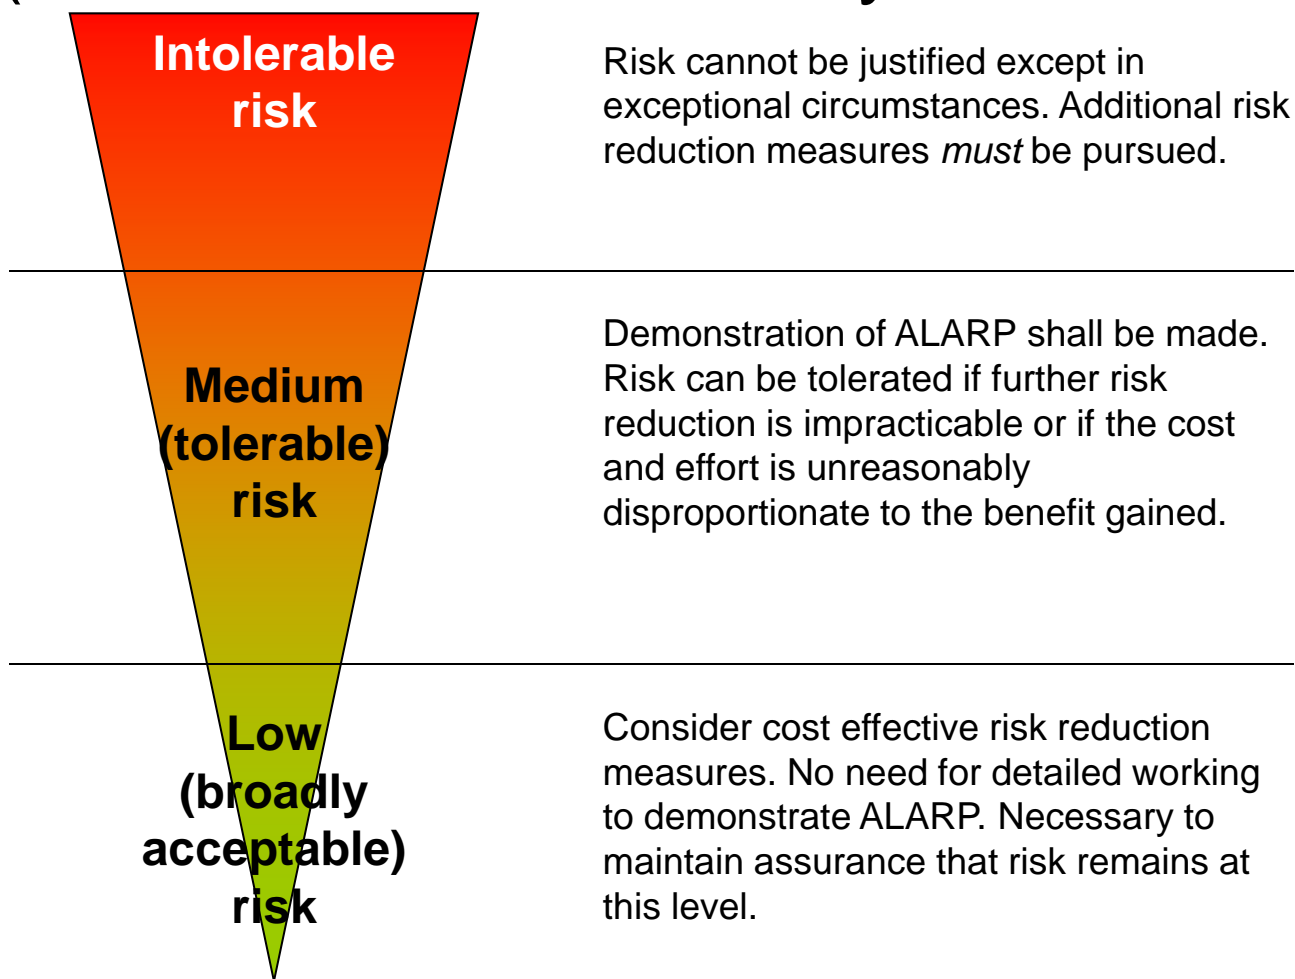 Intolerable
risk
Risk cannot be justified except in
exceptional circumstances. Additional risk
reduction measures must be pursued.
Medium
(tolerable)
risk
Demonstration of ALARP shall be made.
Risk can be tolerated if further risk
reduction is impracticable or if the cost
and effort is unreasonably
disproportionate to the benefit gained.
Low
(broadly
acceptable)
risk
Consider cost effective risk reduction
measures. No need for detailed working
to demonstrate ALARP. Necessary to
maintain assurance that risk remains at
this level.